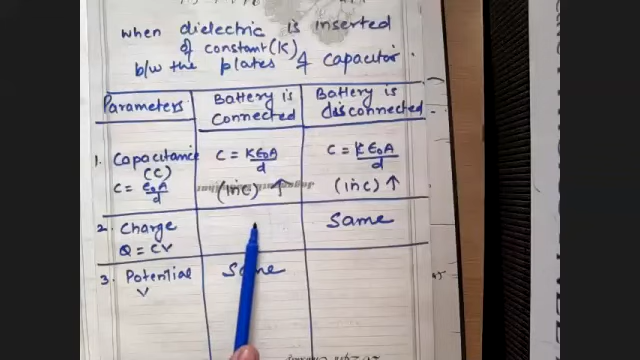 when dielectric is inserted
of constant (K)
b/w the plates of capacitor.
Parameters
Battery is connected
Battery is disconnected
1. Capacitance (C)
C = ε₀A/d
C = Kε₀A/d
(inc) ↑
C = Kε₀A/d
(inc) ↑
2. Charge
Q = CV
Same
3. Potential
V
Same